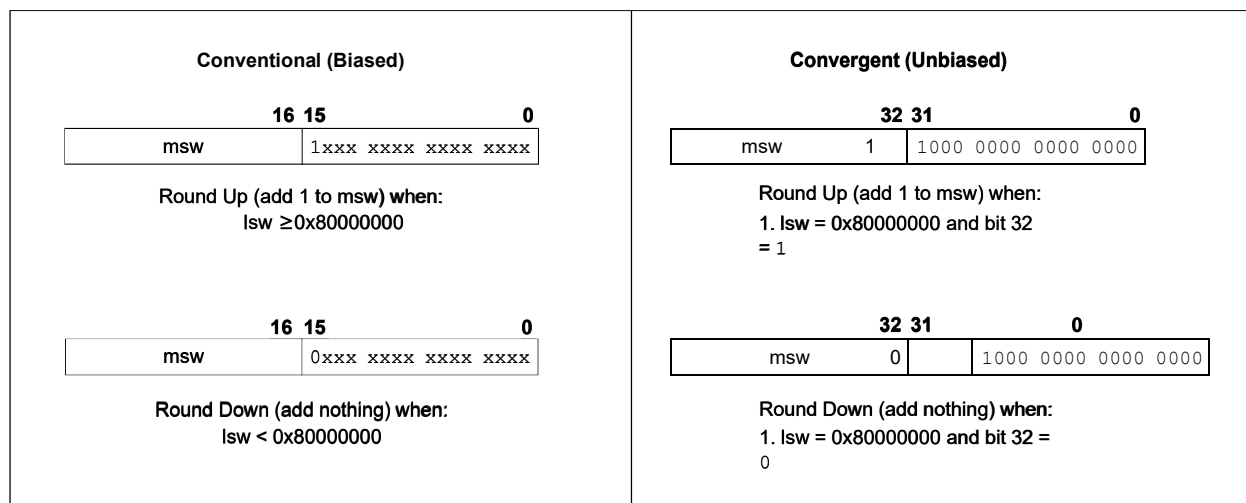 Conventional (Biased)
16 15 0
msw 1xxx xxxx xxxx xxxx
Round Up (add 1 to msw) when:
lsw ≥0x80000000
16 15 0
msw 0xxx xxxx xxxx xxxx
Round Down (add nothing) when:
lsw < 0x80000000
Convergent (Unbiased)
32 31 0
msw 1 1000 0000 0000 0000
Round Up (add 1 to msw) when:
1. lsw = 0x80000000 and bit 32
= 1
32 31 0
msw 0 1000 0000 0000 0000
Round Down (add nothing) when:
1. lsw = 0x80000000 and bit 32 =
0